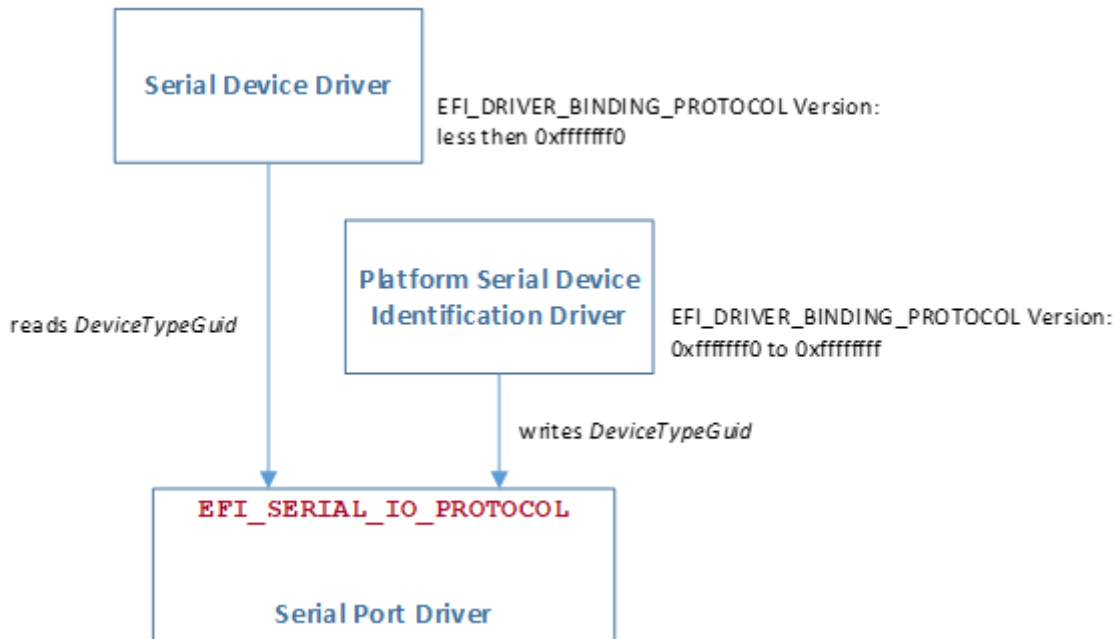 Serial Device Driver
EFI_DRIVER_BINDING_PROTOCOL Version:
less then 0xfffffff0
Platform Serial Device
Identification Driver
reads DeviceTypeGuid
EFI_DRIVER_BINDING_PROTOCOL Version:
0xfffffff0 to 0xffffffff
writes DeviceTypeGuid
EFI_SERIAL_IO_PROTOCOL
Serial Port Driver